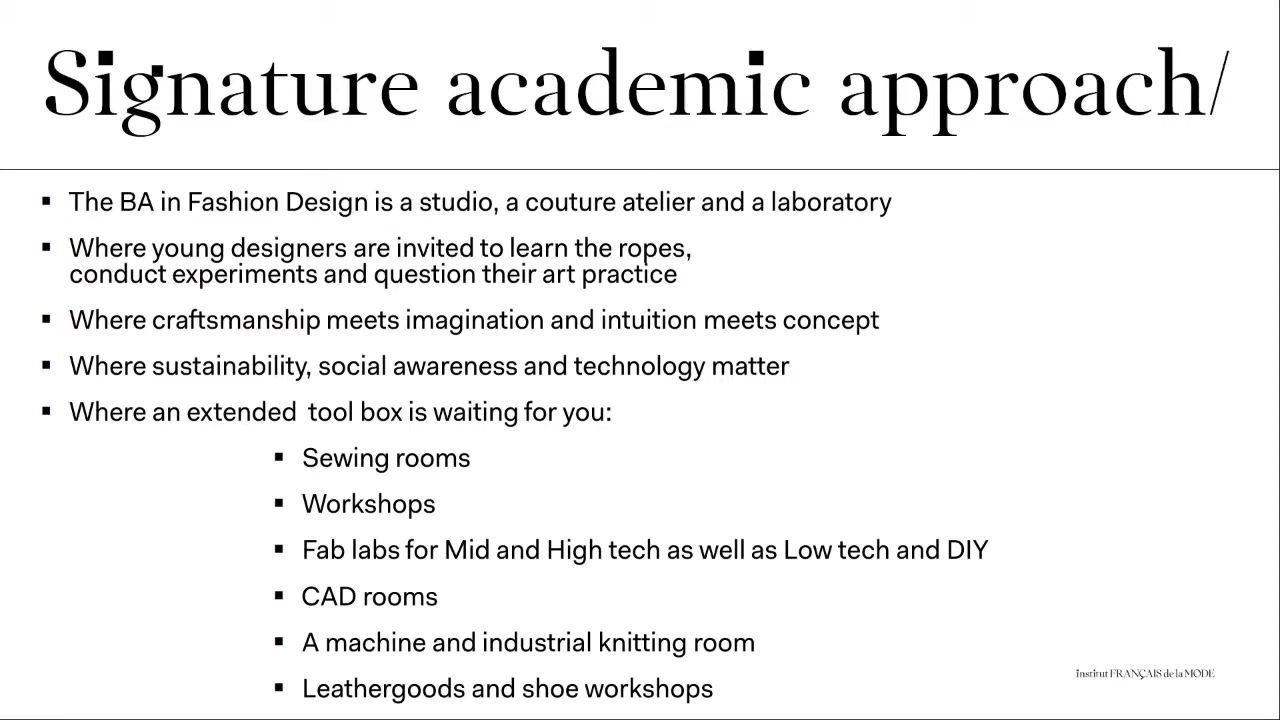 Signature academic approach/
▪ The BA in Fashion Design is a studio, a couture atelier and a laboratory
▪ Where young designers are invited to learn the ropes,
conduct experiments and question their art practice
▪ Where craftsmanship meets imagination and intuition meets concept
▪ Where sustainability, social awareness and technology matter
▪ Where an extended  tool box is waiting for you:
▪ Sewing rooms
▪ Workshops
▪ Fab labs for Mid and High tech as well as Low tech and DIY
▪ CAD rooms
▪ A machine and industrial knitting room
▪ Leathergoods and shoe workshops
institut FRANÇAIS de la MODE